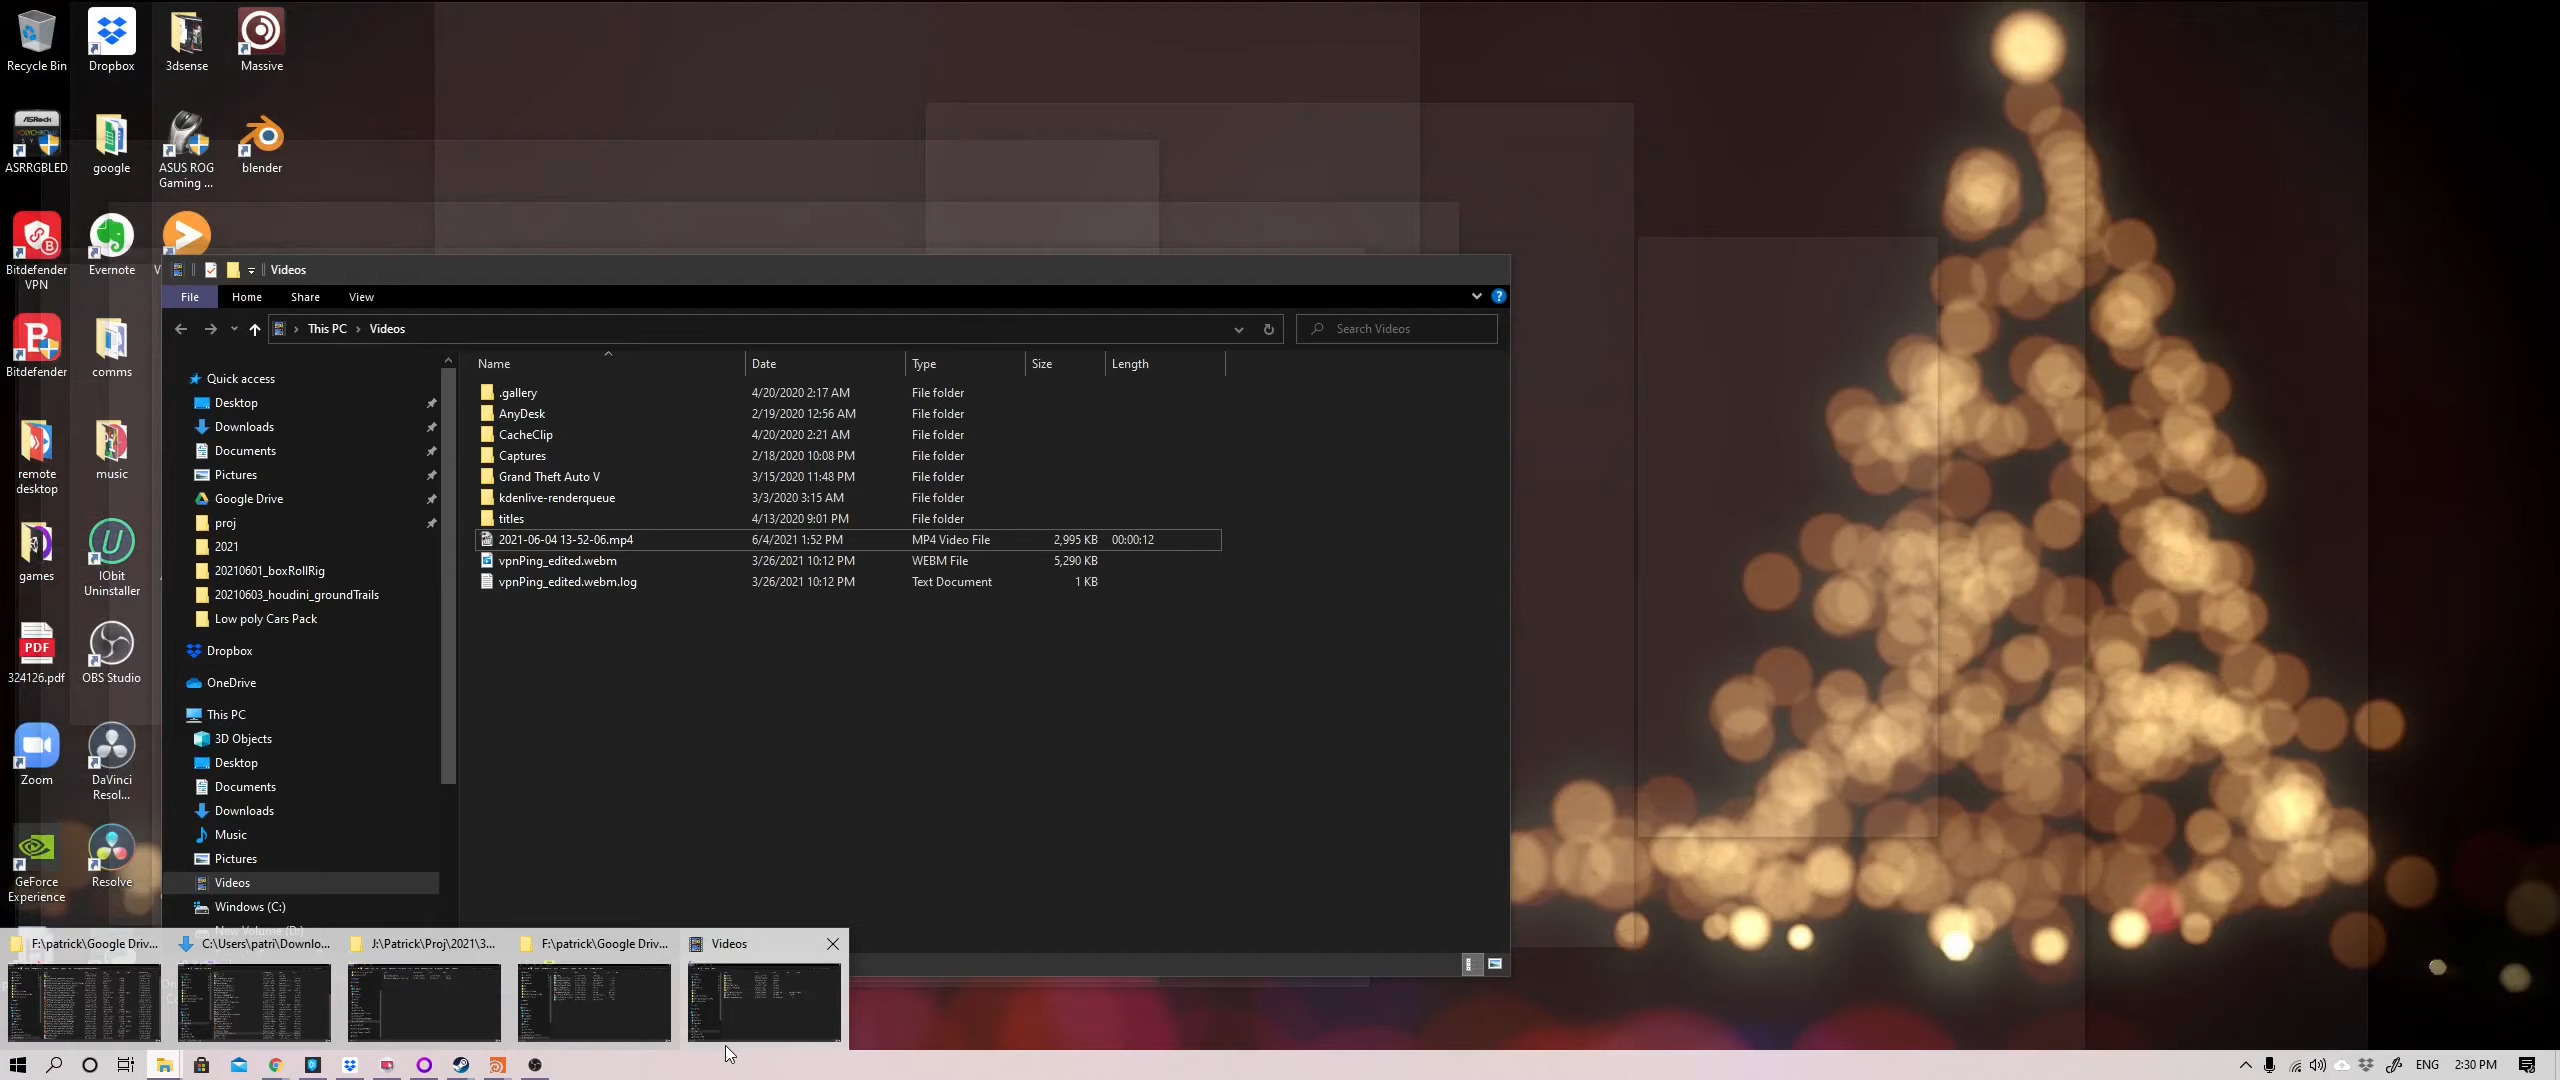 Recycle Bin
Dropbox
3dsense
Massive
ASRRGBLED
google
ASUS ROG
Gaming ...
blender
Bitdefender
VPN
Evernote
V
Bitdefender
comms
remote
desktop
music
games
IObit
Uninstaller
PDF
324126.pdf
OBS Studio
Zoom
DaVinci
Resol...
GeForce
Experience
Resolve
Videos
File
Home
Share
View
This PC
Videos
Search Videos
Name
Date
Type
Size
Length
Quick access
Desktop
Downloads
Documents
Pictures
Google Drive
proj
2021
20210601_boxRollRig
20210603_houdini_groundTrails
Low poly Cars Pack
Dropbox
OneDrive
This PC
3D Objects
Desktop
Documents
Downloads
Music
Pictures
Videos
Windows (C:)
New Volume (D:)
.gallery 4/20/2020 2:17 AM File folder
AnyDesk 2/19/2020 12:56 AM File folder
CacheClip 4/20/2020 2:21 AM File folder
Captures 2/18/2020 10:08 PM File folder
Grand Theft Auto V 3/15/2020 11:48 PM File folder
kdenlive-renderqueue 3/3/2020 3:15 AM File folder
titles 4/13/2020 9:01 PM File folder
2021-06-04 13-52-06.mp4 6/4/2021 1:52 PM MP4 Video File 2,995 KB 00:00:12
vpnPing_edited.webm 3/26/2021 10:12 PM WEBM File 5,290 KB
vpnPing_edited.webm.log 3/26/2021 10:12 PM Text Document 1 KB
F:\patrick\Google Driv...
C:\Users\patri\Downlo...
J:\Patrick\Proj\2021\3...
F:\patrick\Google Driv...
Videos
ENG
2:30 PM